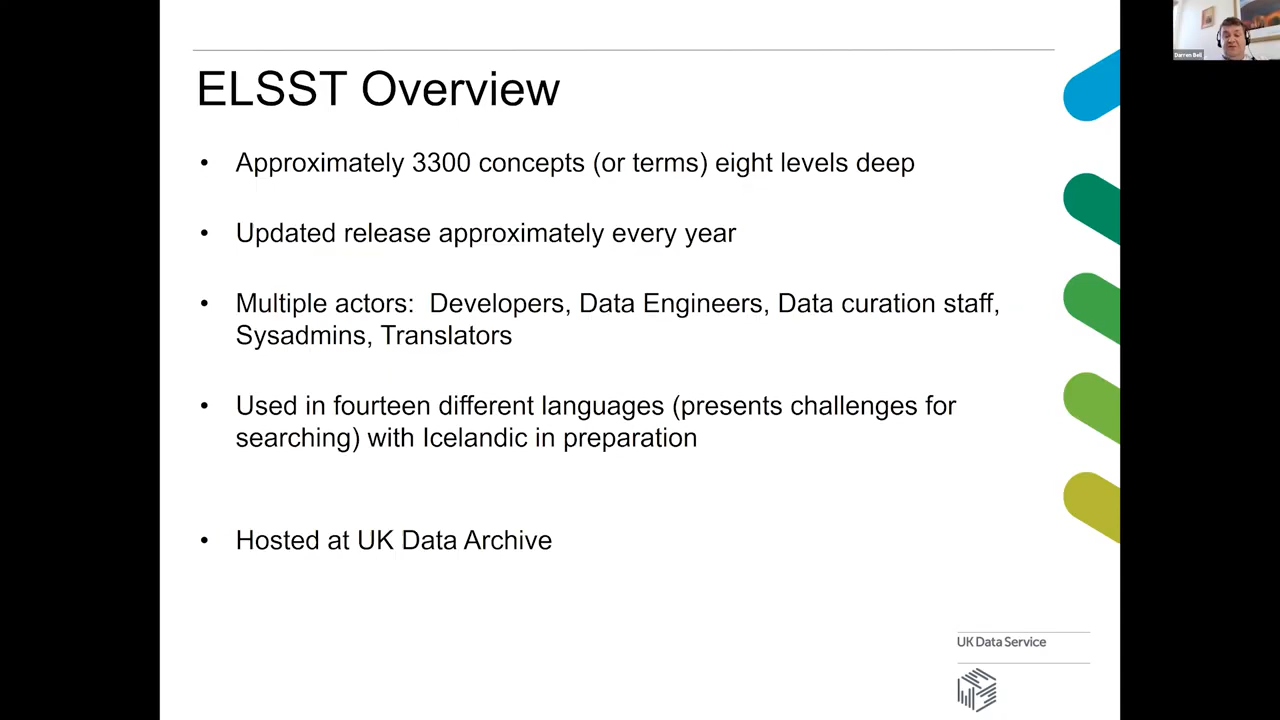 Darren Bell
ELSST Overview
• Approximately 3300 concepts (or terms) eight levels deep
• Updated release approximately every year
• Multiple actors:  Developers, Data Engineers, Data curation staff,
Sysadmins, Translators
• Used in fourteen different languages (presents challenges for
searching) with Icelandic in preparation
• Hosted at UK Data Archive
UK Data Service